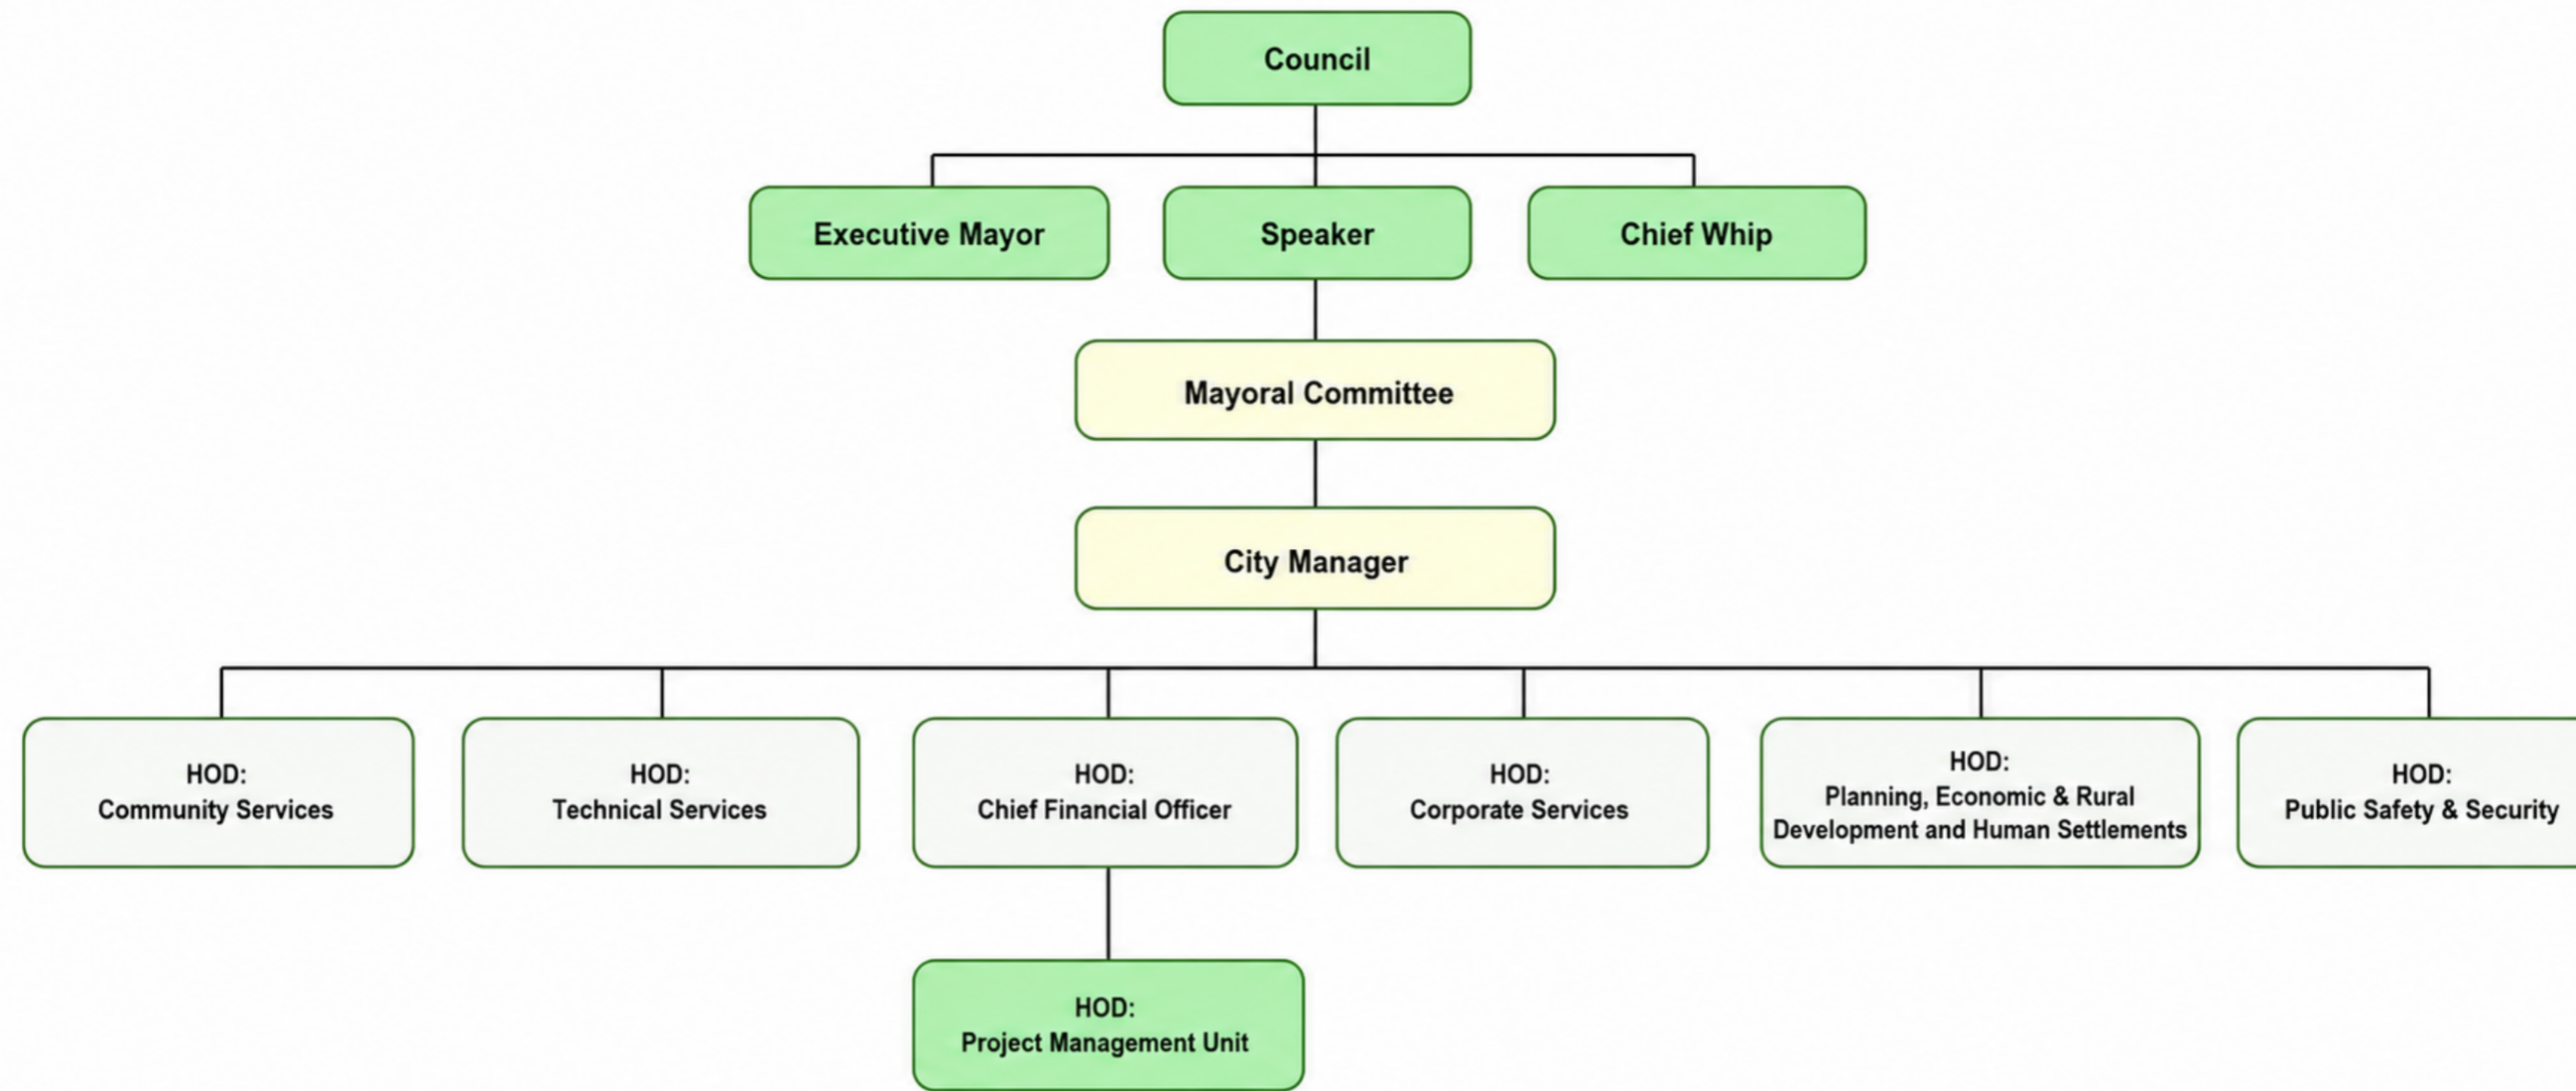 Council
Executive Mayor
Speaker
Chief Whip
Mayoral Committee
City Manager
HOD:
Community Services
HOD:
Technical Services
HOD:
Chief Financial Officer
HOD:
Corporate Services
HOD:
Planning, Economic & Rural
Development and Human Settlements
HOD:
Public Safety & Security
HOD:
Project Management Unit